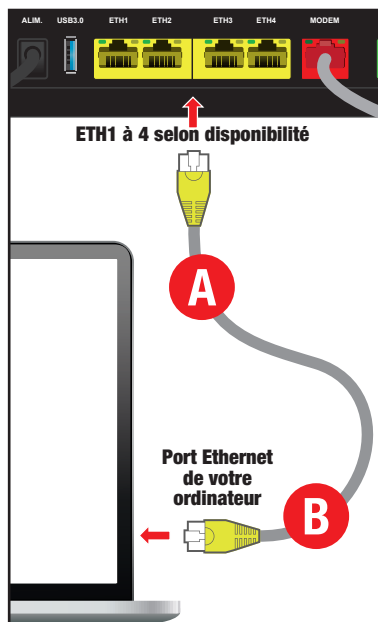 ALIM. USB3.0 ETH1 ETH2 ETH3 ETH4 MODEM
ETH1 à 4 selon disponibilité
A
Port Ethernet
de votre
ordinateur
B